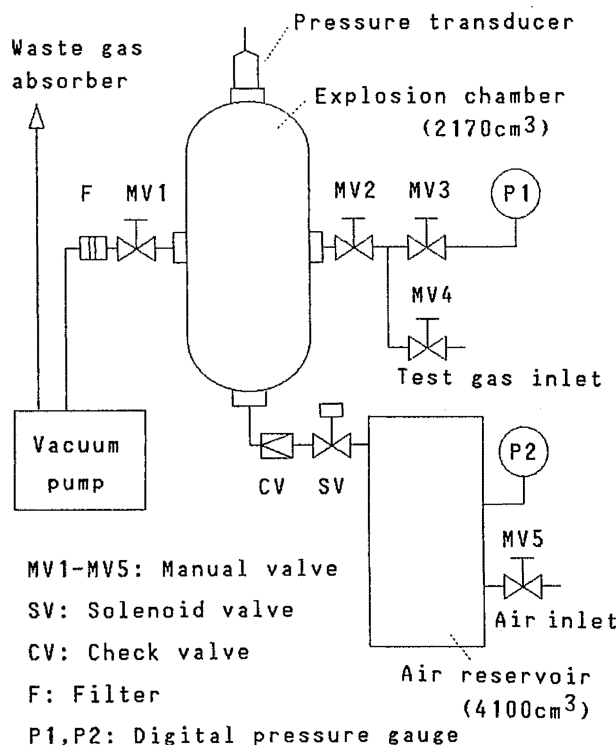 Pressure transducer
Waste gas
absorber
Explosion chamber
(2170cm³)
F
MV1
MV2
MV3
P1
MV4
Test gas inlet
Vacuum
pump
CV
SV
P2
MV5
Air inlet
MV1-MV5: Manual valve
SV: Solenoid valve
CV: Check valve
F: Filter
P1,P2: Digital pressure gauge
Air reservoir
(4100cm³)